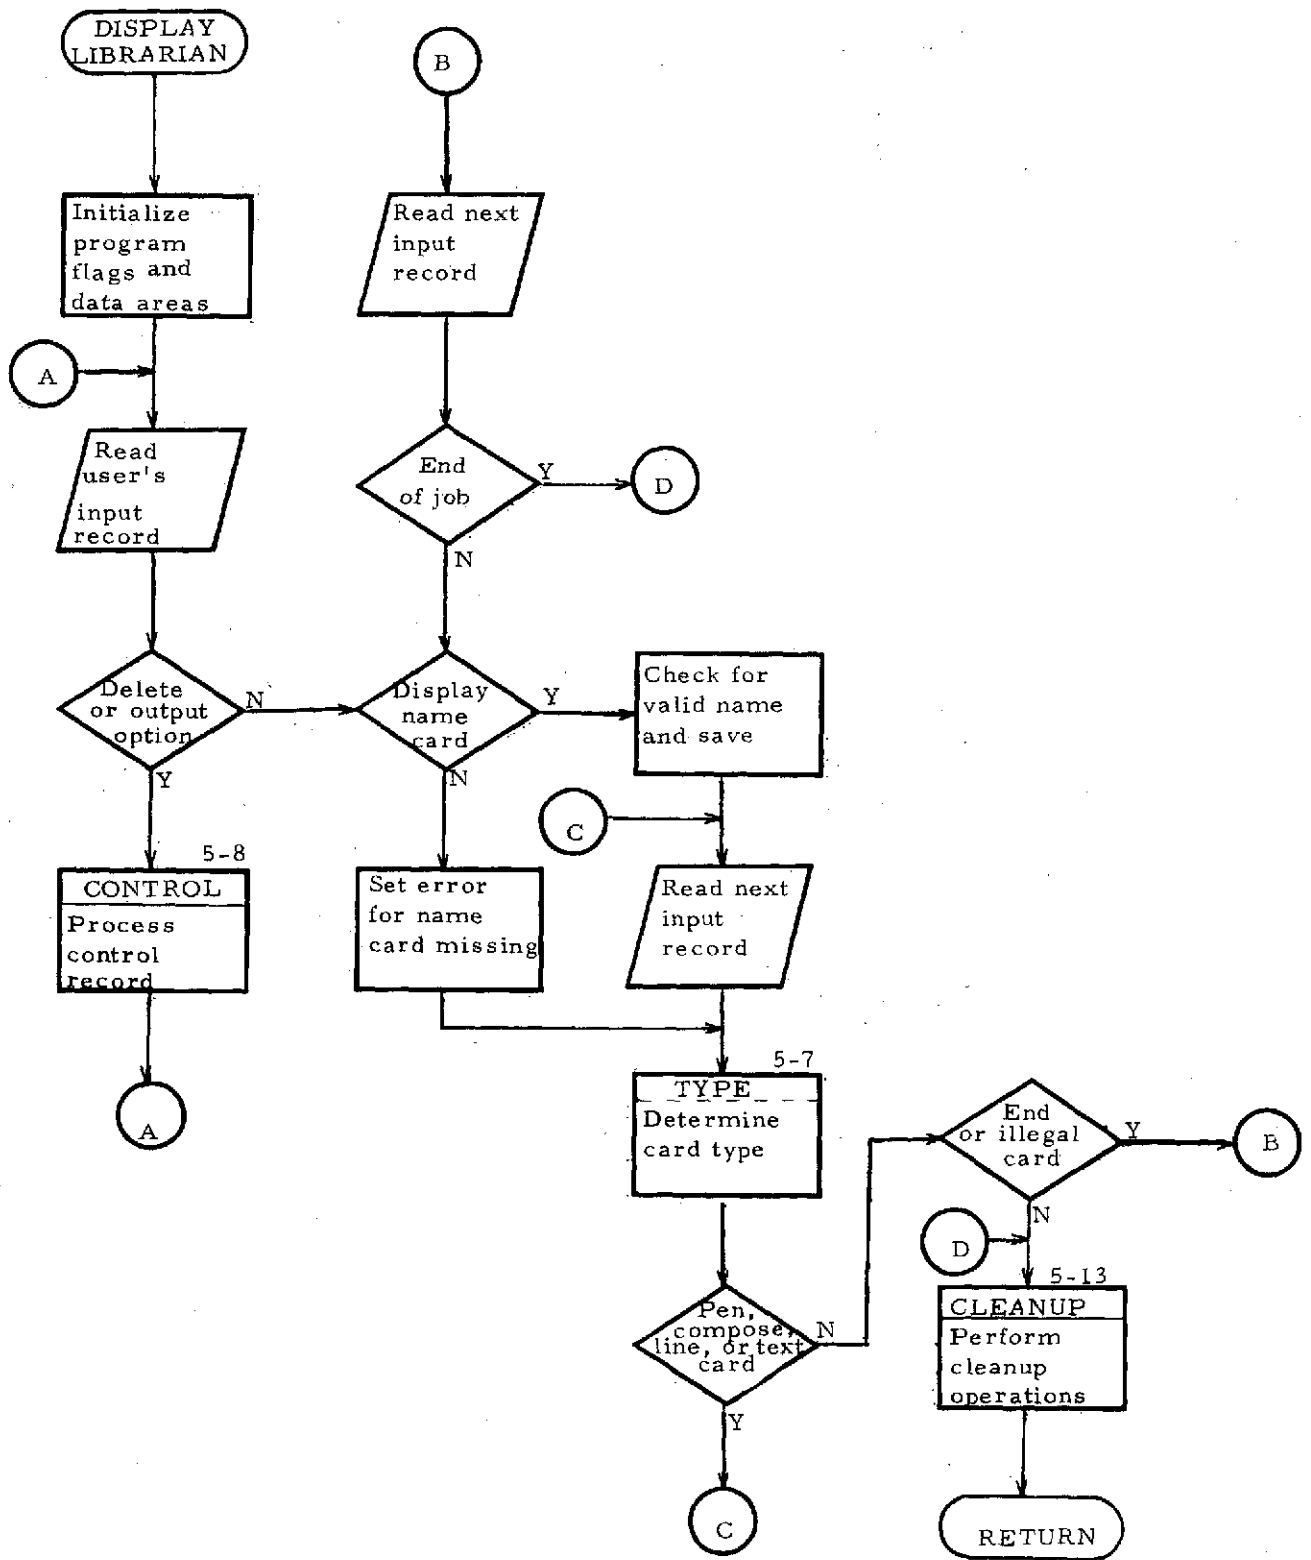 DISPLAY
LIBRARIAN
Initialize
program
flags and
data areas
A
Read
user's
input
record
Delete
or output
option
N
Y
5-8
CONTROL
Process
control
record
A
B
Read next
input
record
End
of job
Y
D
N
Display
name
card
Y
N
Set error
for name
card missing
Check for
valid name
and save
C
Read next
input
record
5-7
TYPE
Determine
card type
Pen,
compose,
line, or text
card
N
Y
C
End
or illegal
card
Y
B
N
D
5-13
CLEANUP
Perform
cleanup
operations
RETURN